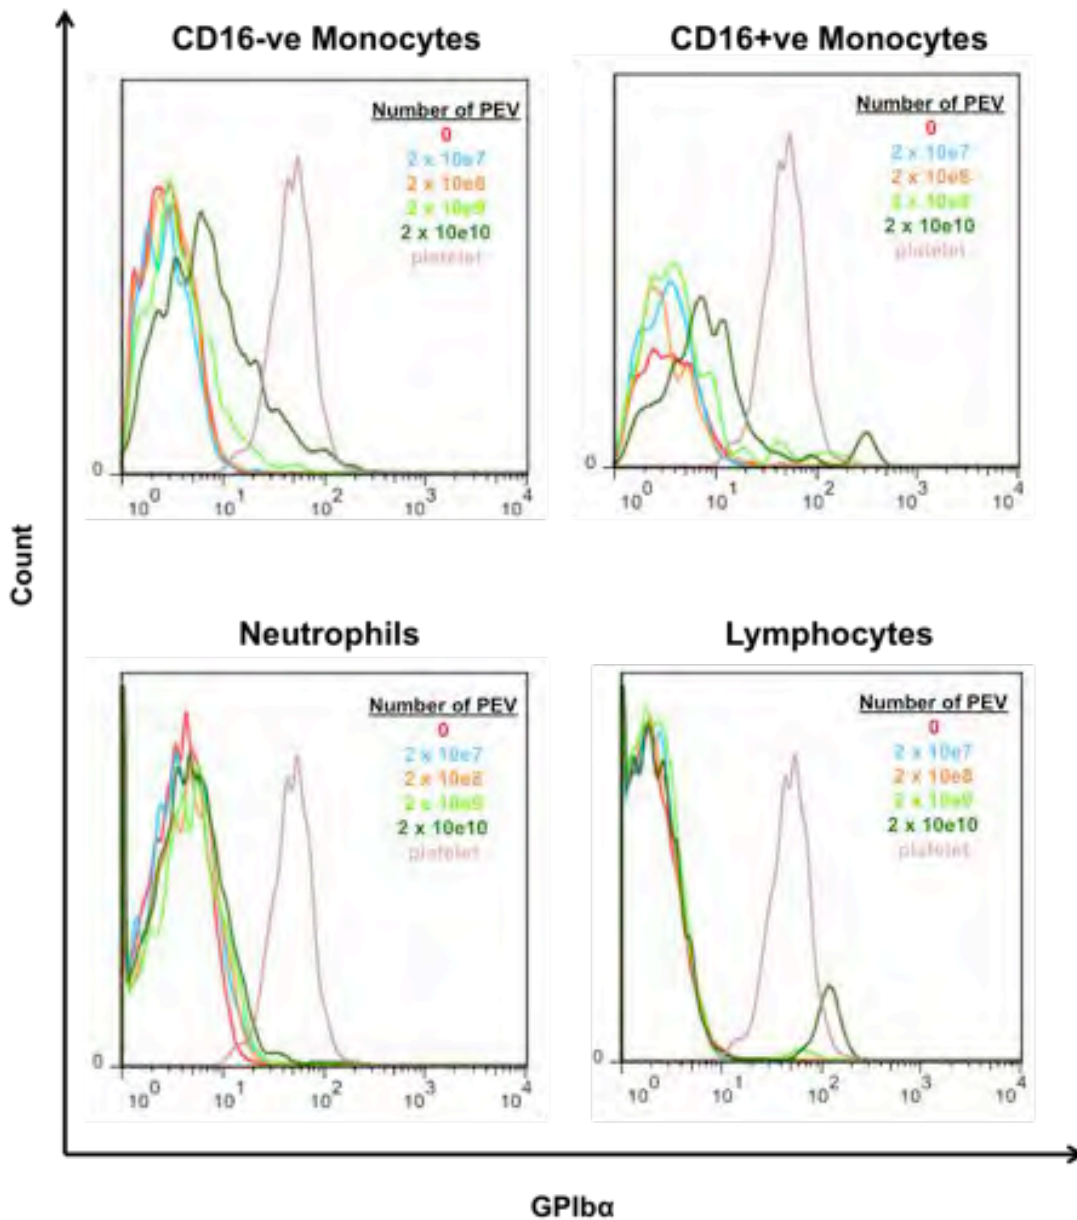 CD16-ve Monocytes
Number of PEV
0
2 x 10e7
2 x 10e8
2 x 10e9
2 x 10e10
platelet
0
10^0 10^1 10^2 10^3 10^4
CD16+ve Monocytes
Number of PEV
0
2 x 10e7
2 x 10e8
2 x 10e9
2 x 10e10
platelet
0
10^0 10^1 10^2 10^3 10^4
Count
Neutrophils
Number of PEV
0
2 x 10e7
2 x 10e8
2 x 10e9
2 x 10e10
platelet
0
10^0 10^1 10^2 10^3 10^4
Lymphocytes
Number of PEV
0
2 x 10e7
2 x 10e8
2 x 10e9
2 x 10e10
platelet
0
10^0 10^1 10^2 10^3 10^4
GPIbα